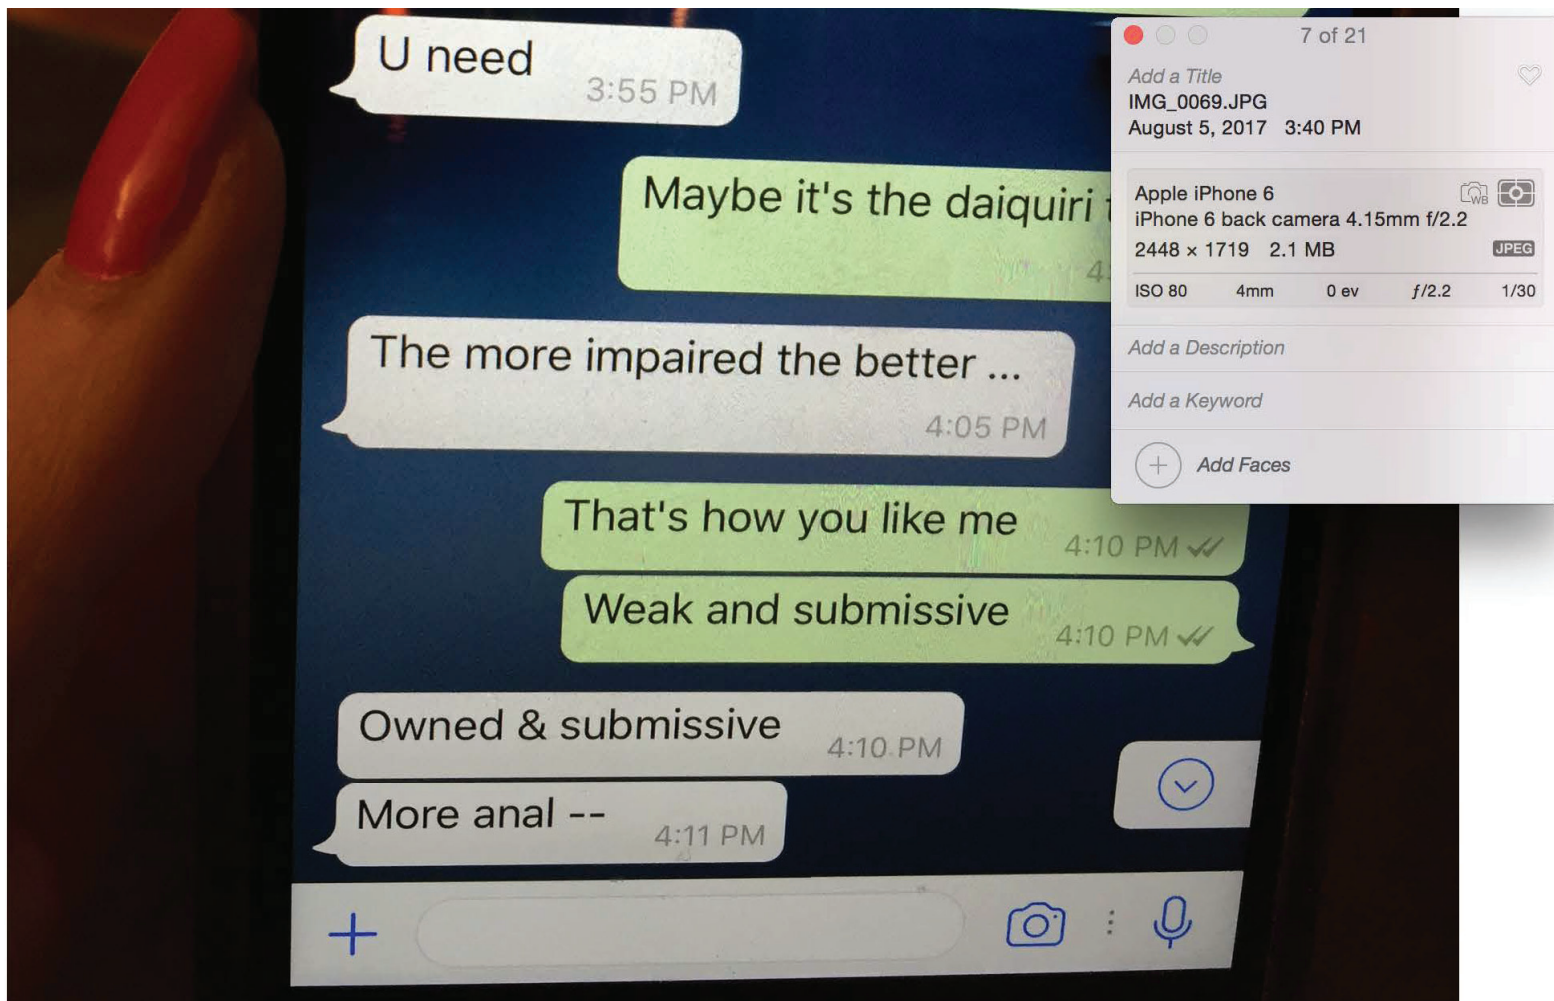 U need
3:55 PM
Maybe it's the daiquiri
4:
The more impaired the better ...
4:05 PM
That's how you like me
4:10 PM
Weak and submissive
4:10 PM
Owned & submissive
4:10 PM
More anal --
4:11 PM
7 of 21
Add a Title
IMG_0069.JPG
August 5, 2017 3:40 PM
Apple iPhone 6
WB
iPhone 6 back camera 4.15mm f/2.2
2448 × 1719 2.1 MB
JPEG
ISO 80 4mm 0 ev ƒ/2.2 1/30
Add a Description
Add a Keyword
Add Faces